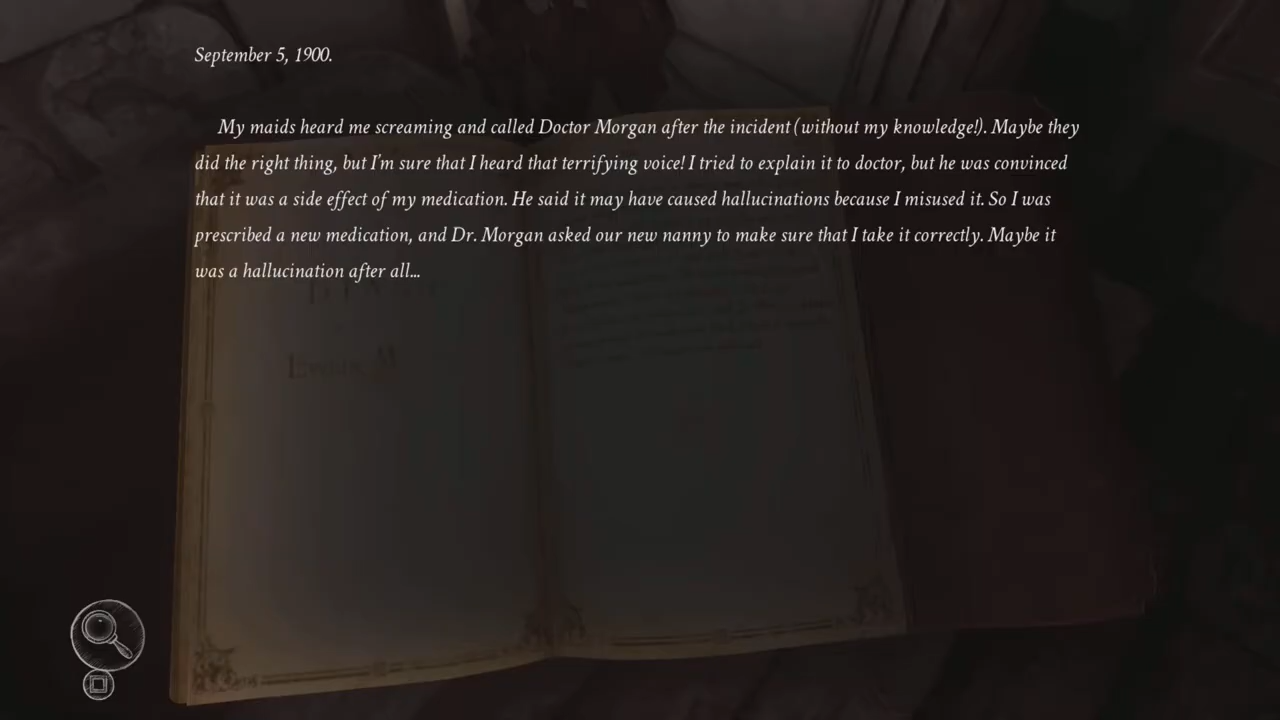 September 5, 1900.
My maids heard me screaming and called Doctor Morgan after the incident (without my knowledge!). Maybe they
did the right thing, but I'm sure that I heard that terrifying voice! I tried to explain it to doctor, but he was convinced
that it was a side effect of my medication. He said it may have caused hallucinations because I misused it. So I was
prescribed a new medication, and Dr. Morgan asked our new nanny to make sure that I take it correctly. Maybe it
was a hallucination after all...